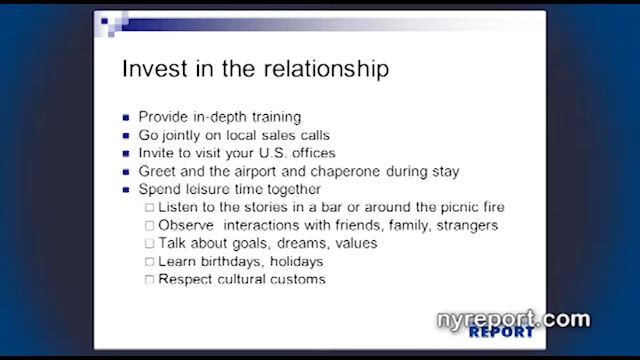 Invest in the relationship
Provide in-depth training
Go jointly on local sales calls
Invite to visit your U.S. offices
Greet and the airport and chaperone during stay
Spend leisure time together
Listen to the stories in a bar or around the picnic fire
Observe interactions with friends, family, strangers
Talk about goals, dreams, values
Learn birthdays, holidays
Respect cultural customs
nyreport.com
REPORT